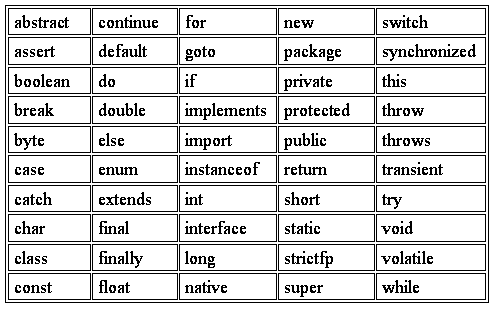 abstract continue for new switch
assert default goto package synchronized
boolean do if private this
break double implements protected throw
byte else import public throws
case enum instanceof return transient
catch extends int short try
char final interface static void
class finally long strictfp volatile
const float native super while